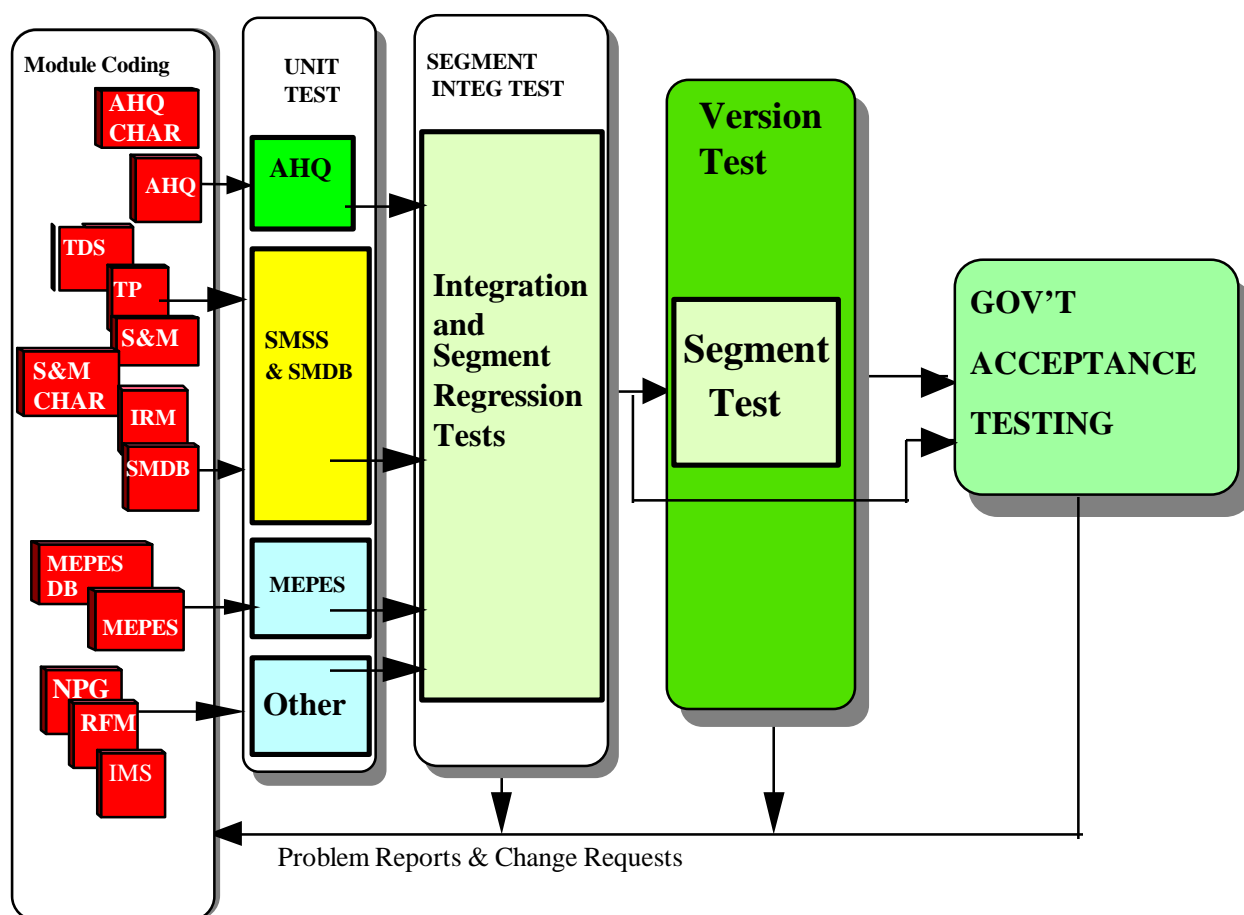 Module Coding
AHQ
CHAR
AHQ
TDS
TP
S&M
S&M
CHAR
IRM
SMDB
MEPES
DB
MEPES
NPG
RFM
IMS
UNIT
TEST
AHQ
SMSS
& SMDB
MEPES
Other
SEGMENT
INTEG TEST
Integration
and
Segment
Regression
Tests
Version
Test
Segment
Test
GOV'T
ACCEPTANCE
TESTING
Problem Reports & Change Requests